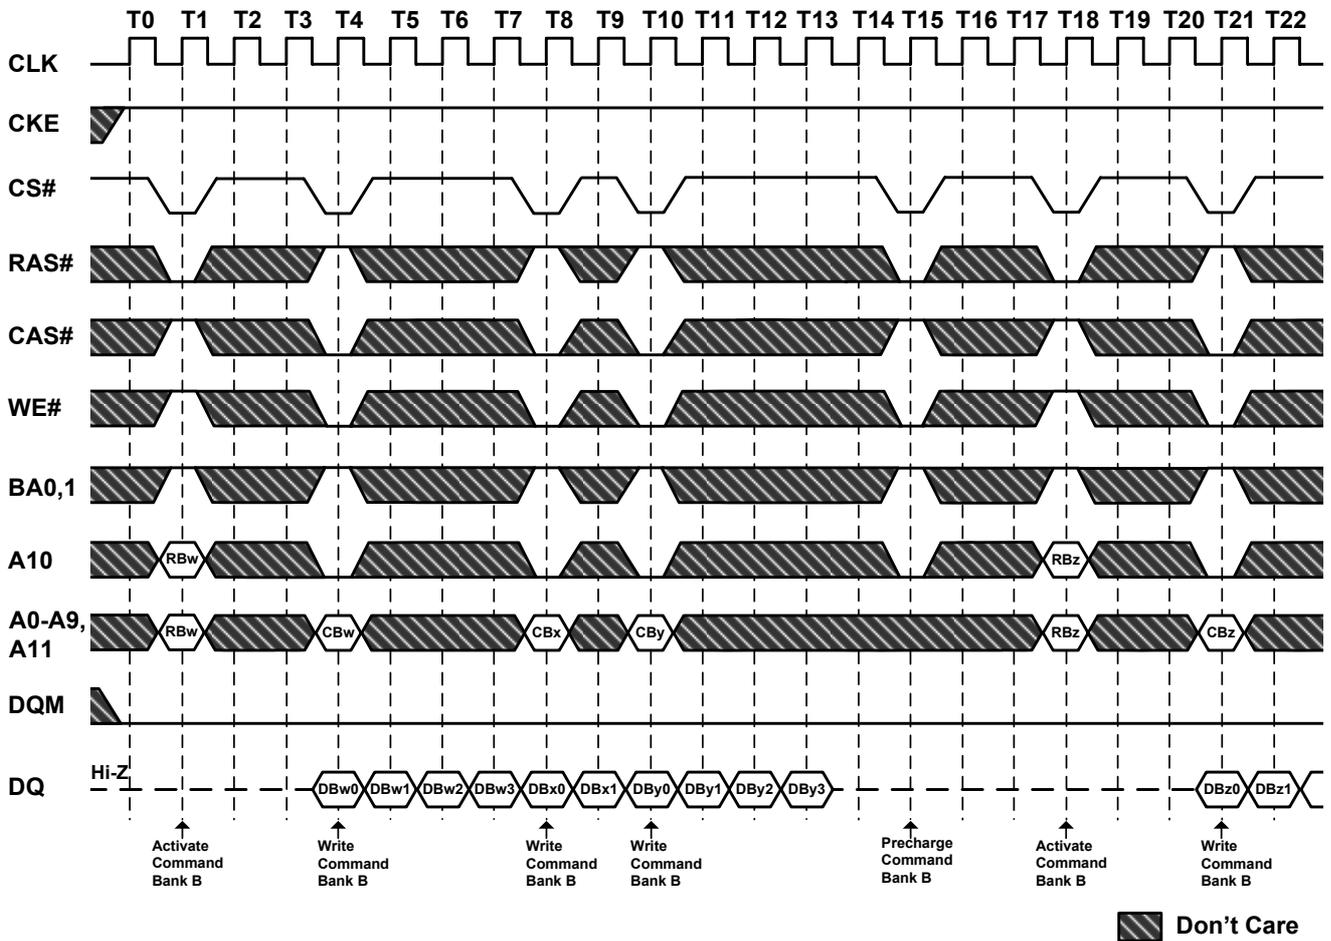 T0 T1 T2 T3 T4 T5 T6 T7 T8 T9 T10 T11 T12 T13 T14 T15 T16 T17 T18 T19 T20 T21 T22
CLK
CKE
CS#
RAS#
CAS#
WE#
BA0,1
A10 RBw RBz
A0-A9,
A11 RBw CBw CBx CBy RBz CBz
DQM
Hi-Z
DQ DBw0 DBw1 DBw2 DBw3 DBx0 DBx1 DBy0 DBy1 DBy2 DBy3 DBz0 DBz1
Activate
Command
Bank B
Write
Command
Bank B
Write
Command
Bank B
Write
Command
Bank B
Precharge
Command
Bank B
Activate
Command
Bank B
Write
Command
Bank B
Don't Care